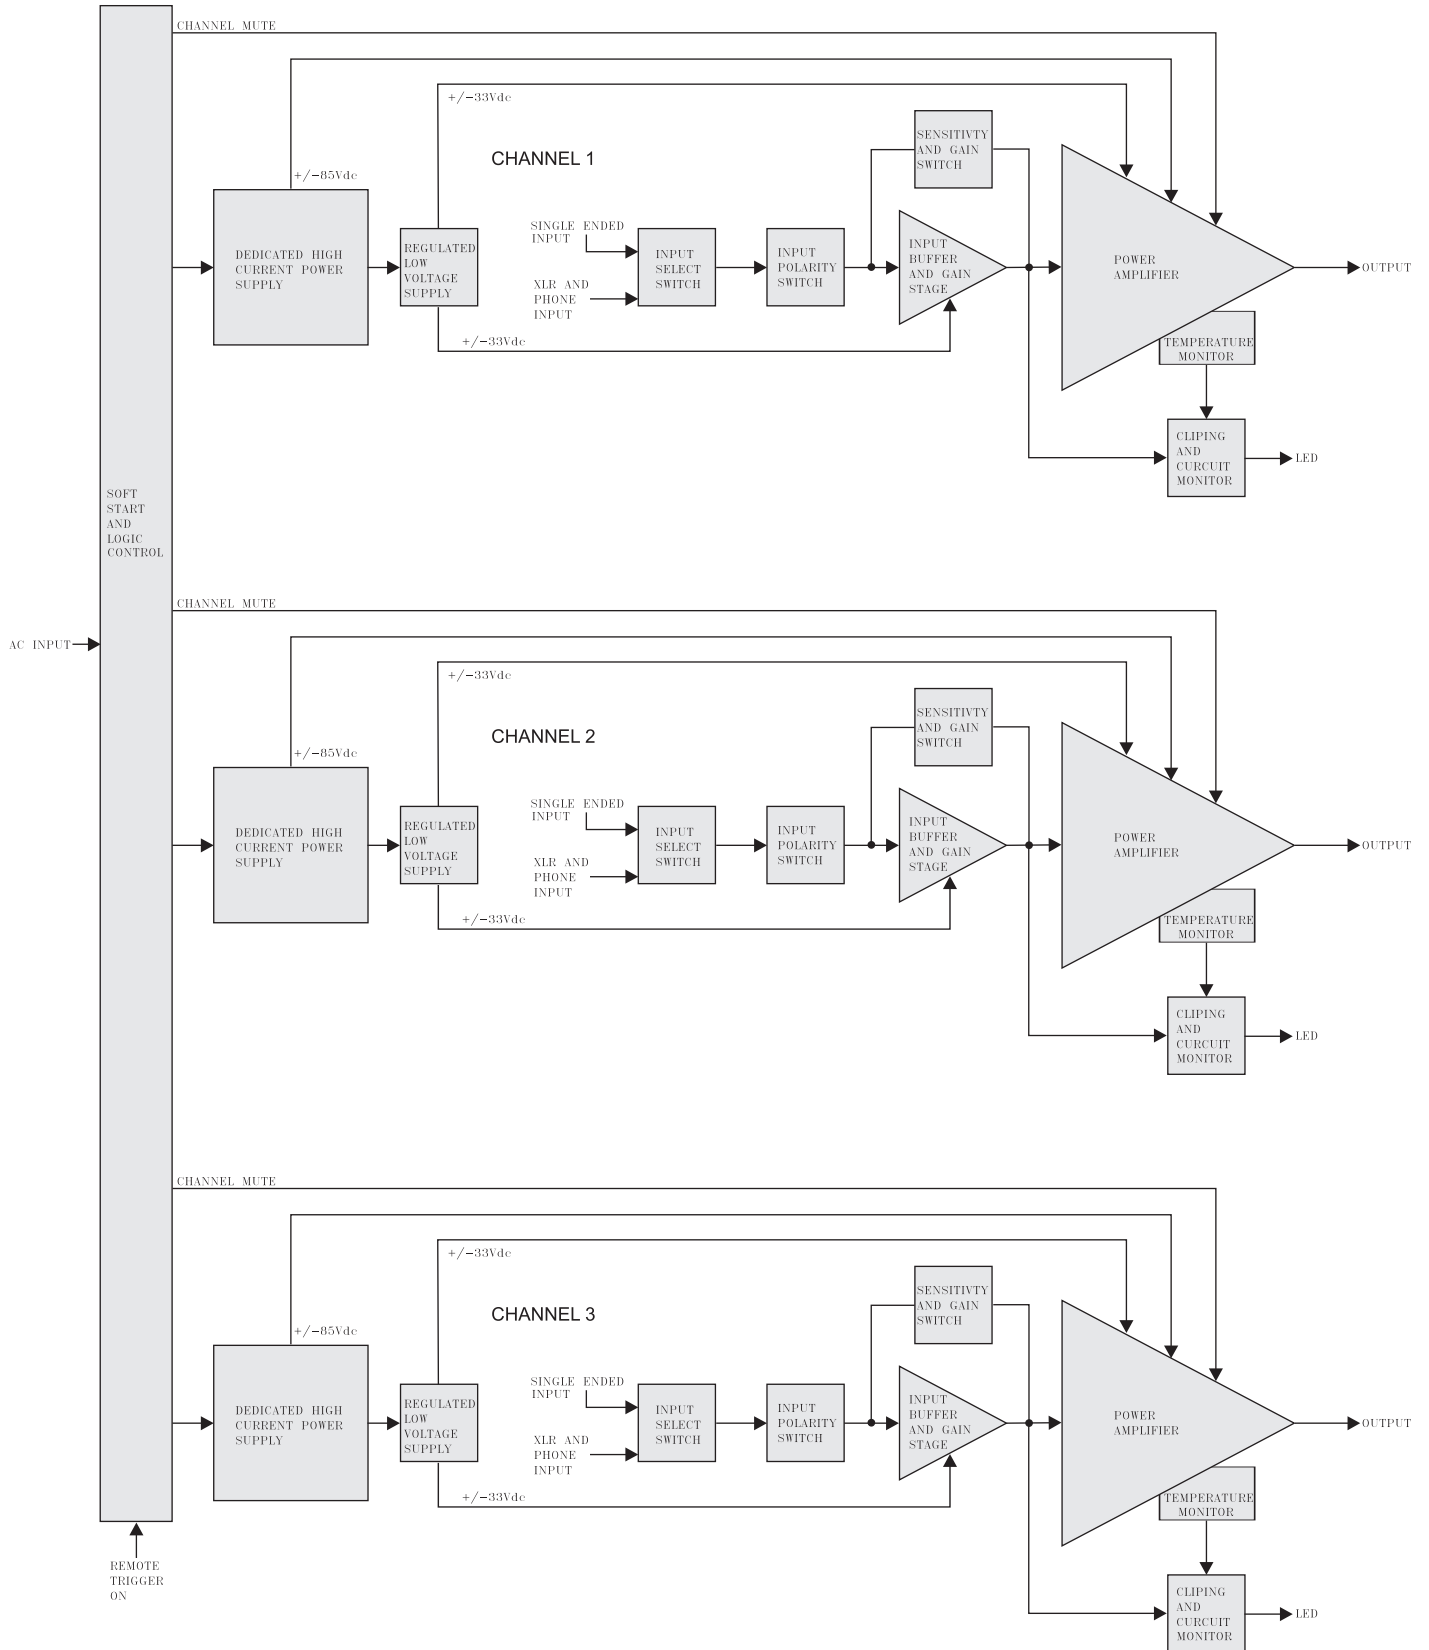 CHANNEL MUTE
+/−33Vdc
CHANNEL 1
SENSITIVTY
AND GAIN
SWITCH
+/−85Vdc
DEDICATED HIGH
CURRENT POWER
SUPPLY
REGULATED
LOW
VOLTAGE
SUPPLY
SINGLE ENDED
INPUT
XLR AND
PHONE
INPUT
INPUT
SELECT
SWITCH
INPUT
POLARITY
SWITCH
INPUT
BUFFER
AND GAIN
STAGE
POWER
AMPLIFIER
OUTPUT
+/−33Vdc
TEMPERATURE
MONITOR
CLIPING
AND
CURCUIT
MONITOR
LED
SOFT
START
AND
LOGIC
CONTROL
AC INPUT
CHANNEL MUTE
+/−33Vdc
CHANNEL 2
SENSITIVTY
AND GAIN
SWITCH
+/−85Vdc
DEDICATED HIGH
CURRENT POWER
SUPPLY
REGULATED
LOW
VOLTAGE
SUPPLY
SINGLE ENDED
INPUT
XLR AND
PHONE
INPUT
INPUT
SELECT
SWITCH
INPUT
POLARITY
SWITCH
INPUT
BUFFER
AND GAIN
STAGE
POWER
AMPLIFIER
OUTPUT
+/−33Vdc
TEMPERATURE
MONITOR
CLIPING
AND
CURCUIT
MONITOR
LED
CHANNEL MUTE
+/−33Vdc
CHANNEL 3
SENSITIVTY
AND GAIN
SWITCH
+/−85Vdc
DEDICATED HIGH
CURRENT POWER
SUPPLY
REGULATED
LOW
VOLTAGE
SUPPLY
SINGLE ENDED
INPUT
XLR AND
PHONE
INPUT
INPUT
SELECT
SWITCH
INPUT
POLARITY
SWITCH
INPUT
BUFFER
AND GAIN
STAGE
POWER
AMPLIFIER
OUTPUT
+/−33Vdc
TEMPERATURE
MONITOR
CLIPING
AND
CURCUIT
MONITOR
LED
REMOTE
TRIGGER
ON